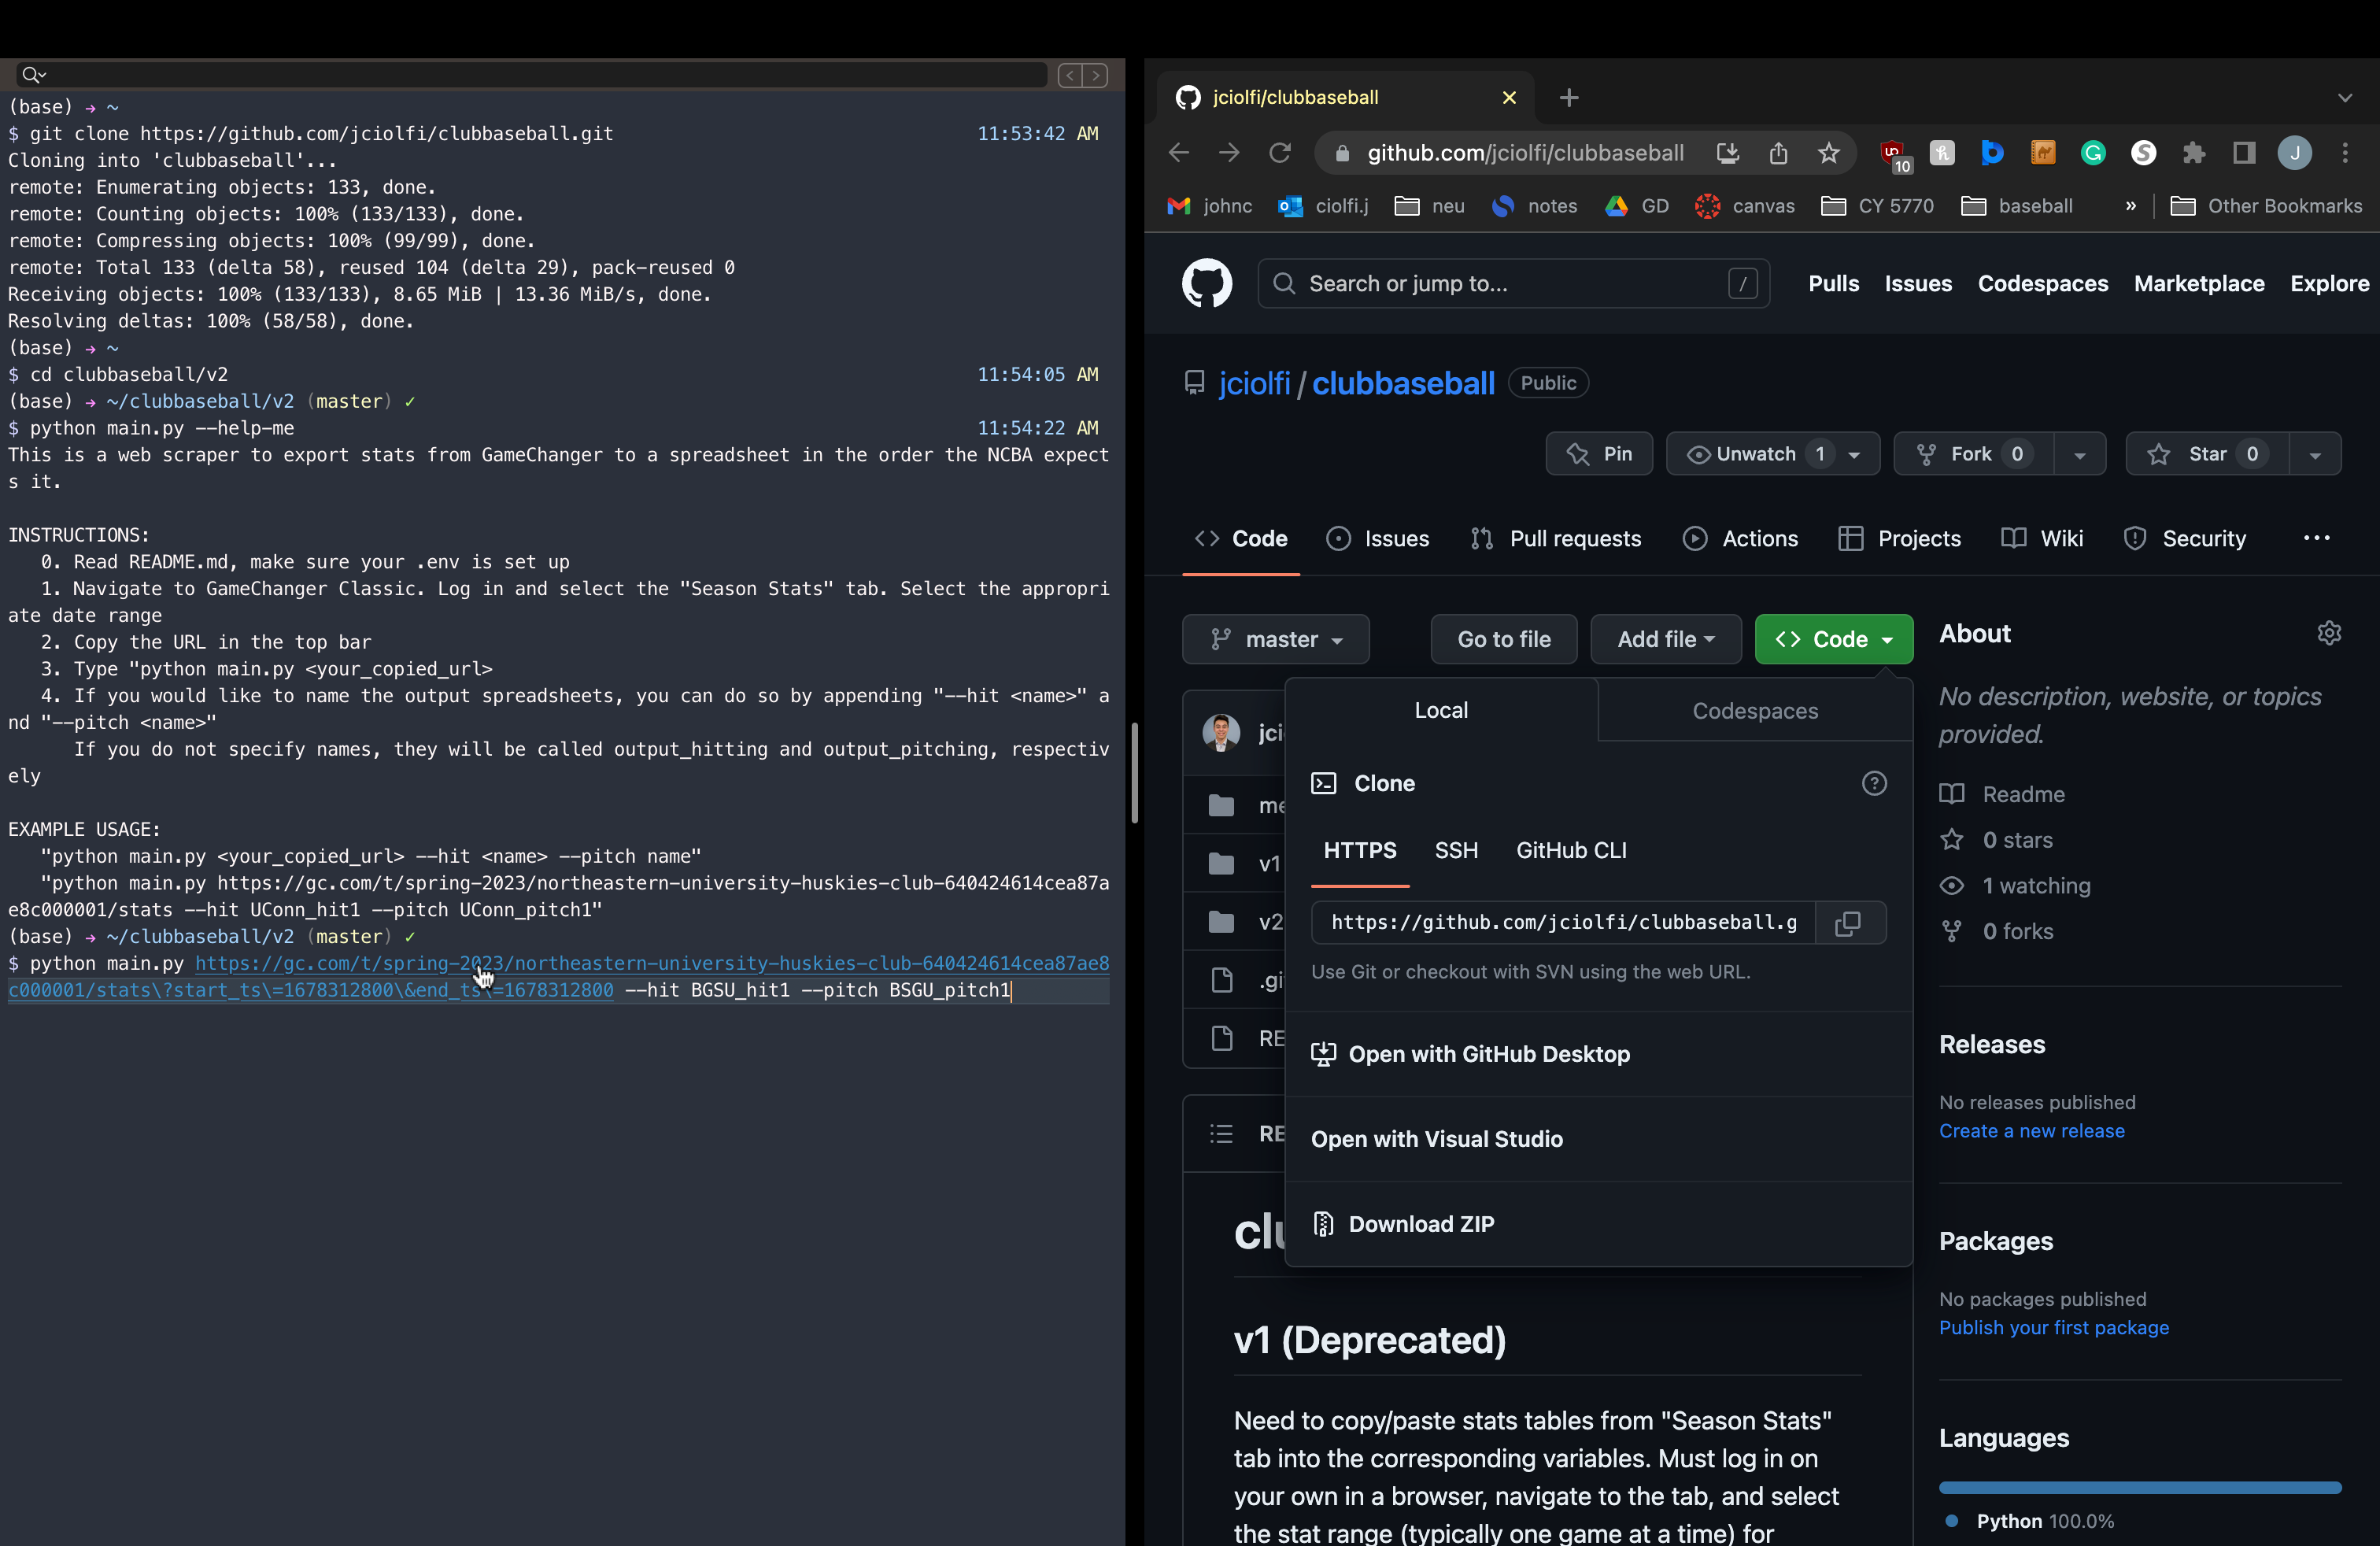 (base) → ~
$ git clone https://github.com/jciolfi/clubbaseball.git 11:53:42 AM
Cloning into 'clubbaseball'...
remote: Enumerating objects: 133, done.
remote: Counting objects: 100% (133/133), done.
remote: Compressing objects: 100% (99/99), done.
remote: Total 133 (delta 58), reused 104 (delta 29), pack-reused 0
Receiving objects: 100% (133/133), 8.65 MiB | 13.36 MiB/s, done.
Resolving deltas: 100% (58/58), done.
(base) → ~
$ cd clubbaseball/v2 11:54:05 AM
(base) → ~/clubbaseball/v2 (master) ✓
$ python main.py --help-me 11:54:22 AM
This is a web scraper to export stats from GameChanger to a spreadsheet in the order the NCBA expect
s it.
INSTRUCTIONS:
0. Read README.md, make sure your .env is set up
1. Navigate to GameChanger Classic. Log in and select the "Season Stats" tab. Select the appropri
ate date range
2. Copy the URL in the top bar
3. Type "python main.py <your_copied_url>
4. If you would like to name the output spreadsheets, you can do so by appending "--hit <name>" a
nd "--pitch <name>"
If you do not specify names, they will be called output_hitting and output_pitching, respectiv
ely
EXAMPLE USAGE:
"python main.py <your_copied_url> --hit <name> --pitch name"
"python main.py https://gc.com/t/spring-2023/northeastern-university-huskies-club-640424614cea87a
e8c000001/stats --hit UConn_hit1 --pitch UConn_pitch1"
(base) → ~/clubbaseball/v2 (master) ✓
$ python main.py https://gc.com/t/spring-2023/northeastern-university-huskies-club-640424614cea87ae8
c000001/stats\?start_ts\=1678312800\&end_ts\=1678312800 --hit BGSU_hit1 --pitch BSGU_pitch1
jciolfi/clubbaseball
github.com/jciolfi/clubbaseball
10
J
johnc ciolfi.j neu notes GD canvas CY 5770 baseball » Other Bookmarks
Search or jump to... /
Pulls Issues Codespaces Marketplace Explore
jciolfi / clubbaseball Public
Pin Unwatch 1 Fork 0 Star 0
Code Issues Pull requests Actions Projects Wiki Security ...
master Go to file Add file Code
jci
me
v1
v2
.gi
RE
RE
Local Codespaces
Clone
HTTPS SSH GitHub CLI
https://github.com/jciolfi/clubbaseball.g
Use Git or checkout with SVN using the web URL.
Open with GitHub Desktop
Open with Visual Studio
Download ZIP
clu
v1 (Deprecated)
Need to copy/paste stats tables from "Season Stats"
tab into the corresponding variables. Must log in on
your own in a browser, navigate to the tab, and select
the stat range (typically one game at a time) for
About
No description, website, or topics
provided.
Readme
0 stars
1 watching
0 forks
Releases
No releases published
Create a new release
Packages
No packages published
Publish your first package
Languages
Python 100.0%